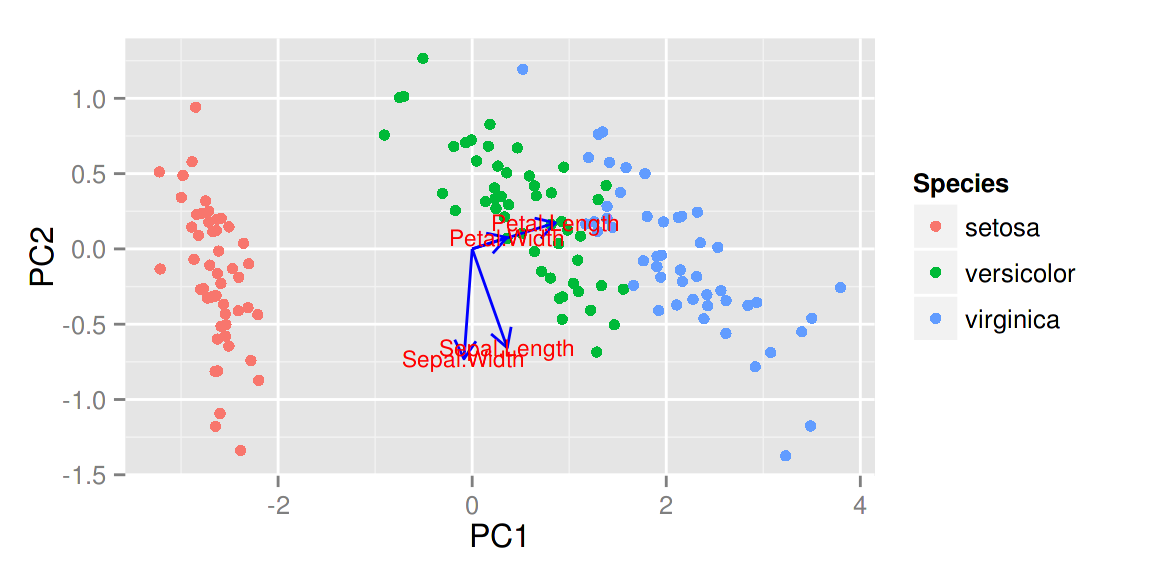 PC2
1.0
0.5
0.0
-0.5
-1.0
-1.5
Petal.Length
Petal.Width
Sepal.Length
Sepal.Width
-2
0
2
4
PC1
Species
setosa
versicolor
virginica